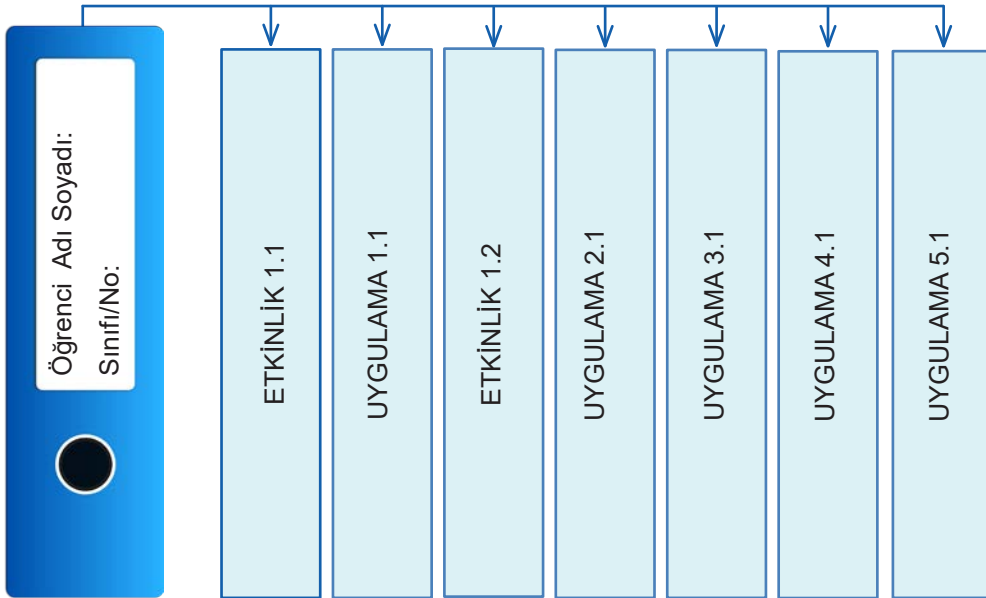 Öğrenci Adı Soyadı:
Sınıfı/No:
ETKİNLİK 1.1
UYGULAMA 1.1
ETKİNLİK 1.2
UYGULAMA 2.1
UYGULAMA 3.1
UYGULAMA 4.1
UYGULAMA 5.1